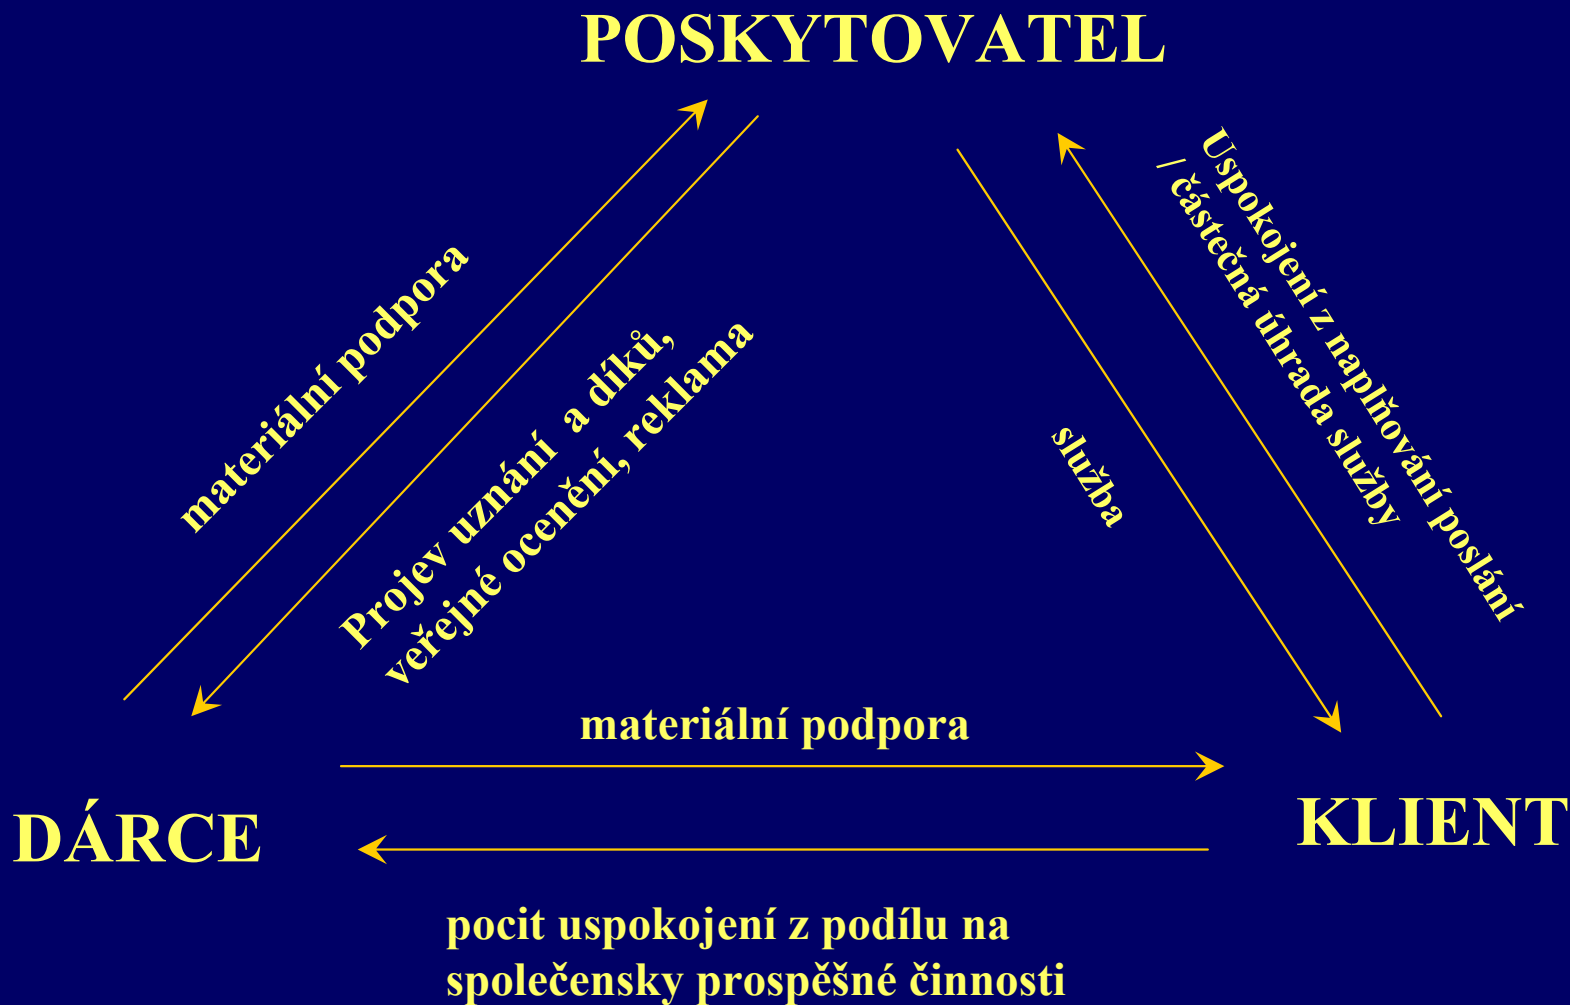 POSKYTOVATEL
materiální podpora
Projev uznání  a díků,
veřejné ocenění, reklama
služba
Uspokojení z naplňování poslání
/ částečná úhrada služby
materiální podpora
DÁRCE
KLIENT
pocit uspokojení z podílu na
společensky prospěšné činnosti